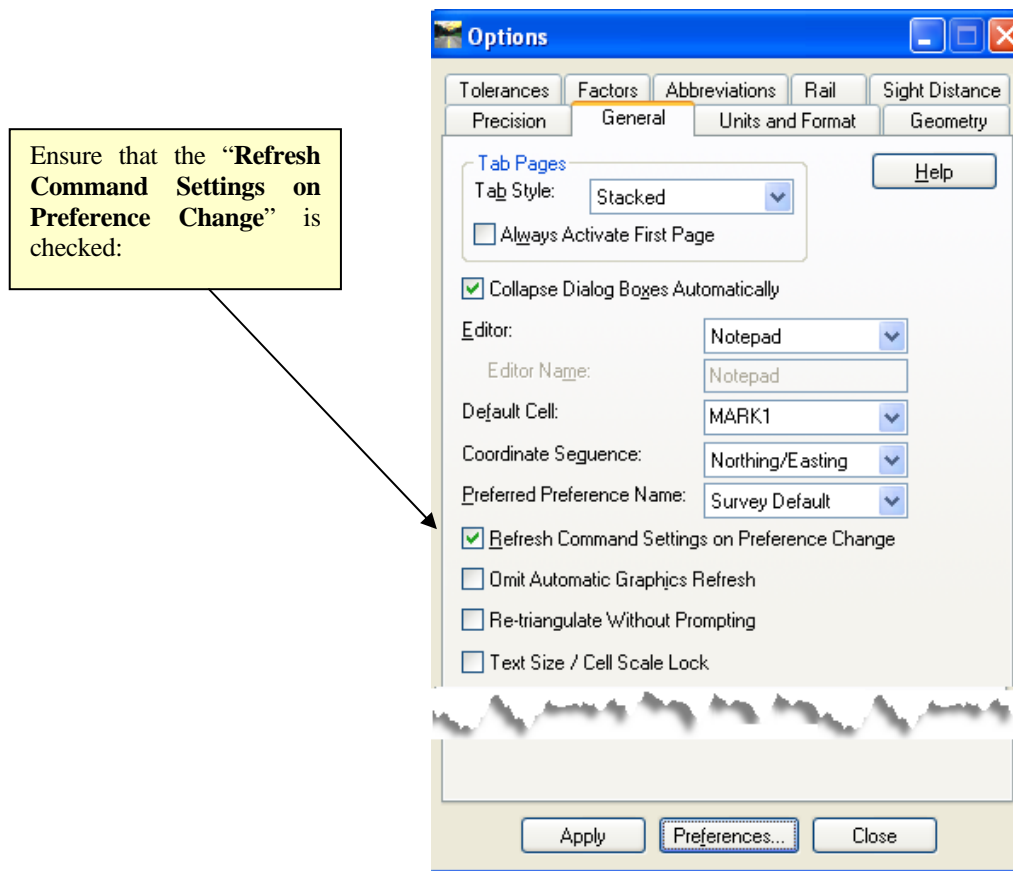 Options
Tolerances Factors Abbreviations Rail Sight Distance
Precision General Units and Format Geometry
Ensure that the “Refresh
Command Settings on
Preference Change” is
checked:
Tab Pages
Help
Tab Style: Stacked
Always Activate First Page
Collapse Dialog Boxes Automatically
Editor: Notepad
Editor Name: Notepad
Default Cell: MARK1
Coordinate Sequence: Northing/Easting
Preferred Preference Name: Survey Default
Refresh Command Settings on Preference Change
Omit Automatic Graphics Refresh
Re-triangulate Without Prompting
Text Size / Cell Scale Lock
Apply Preferences... Close